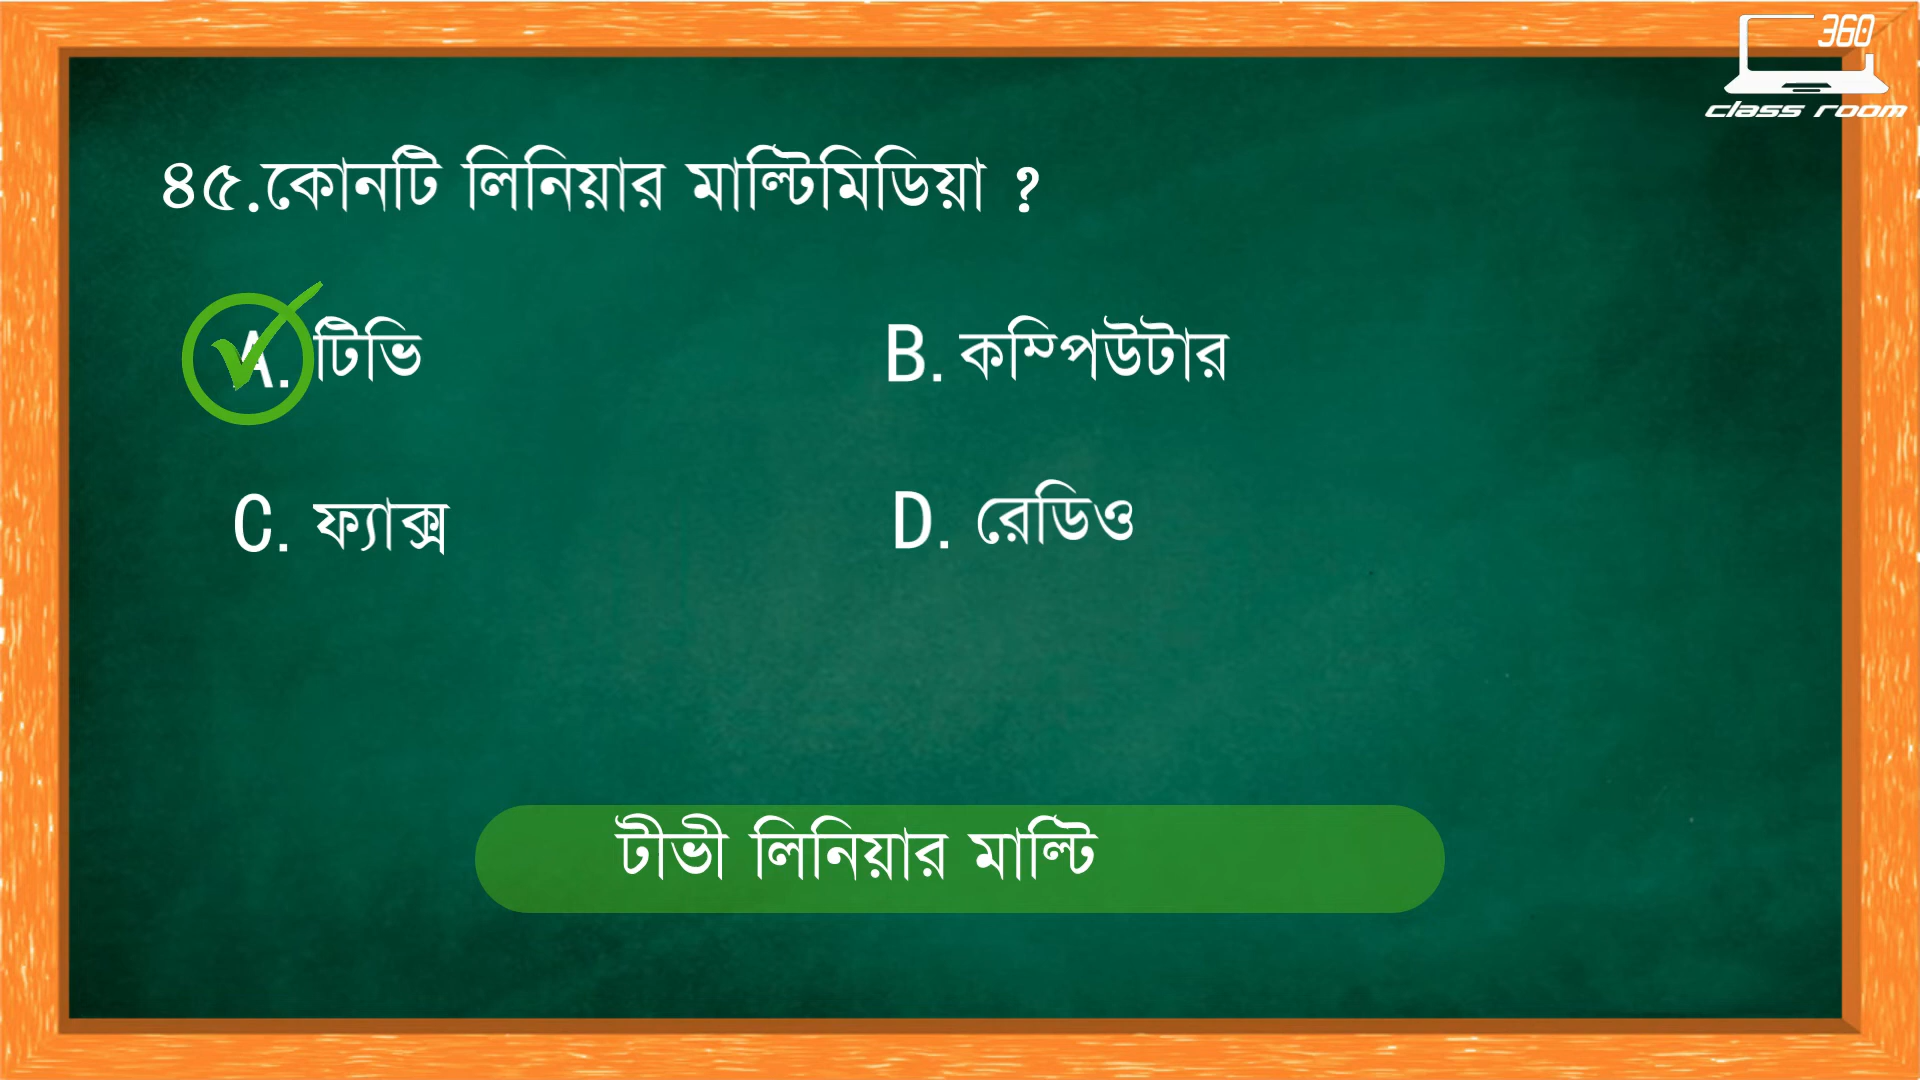 360
class room
৪৫.কোনটি লিনিয়ার মাল্টিমিডিয়া ?
A. টিভি
B. কম্পিউটার
C. ফ্যাক্স
D. রেডিও
টীভী লিনিয়ার মাল্টি